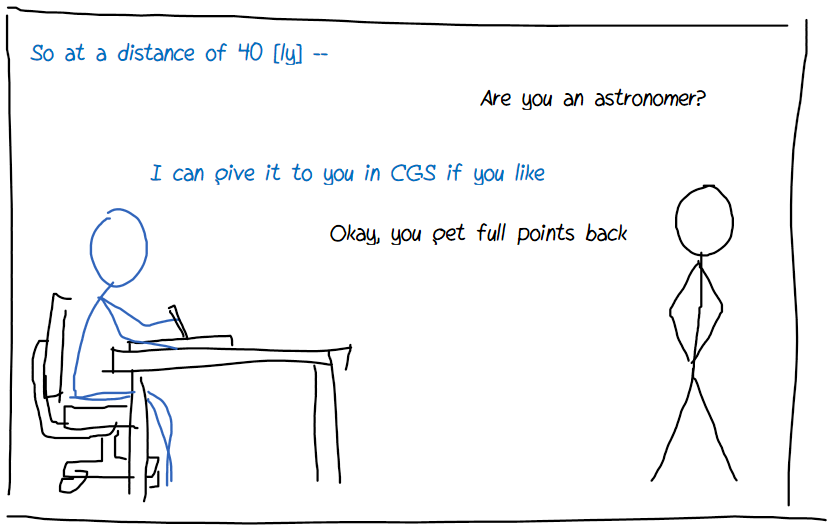 So at a distance of 40 [ly] --
Are you an astronomer?
I can give it to you in CGS if you like
Okay, you get full points back